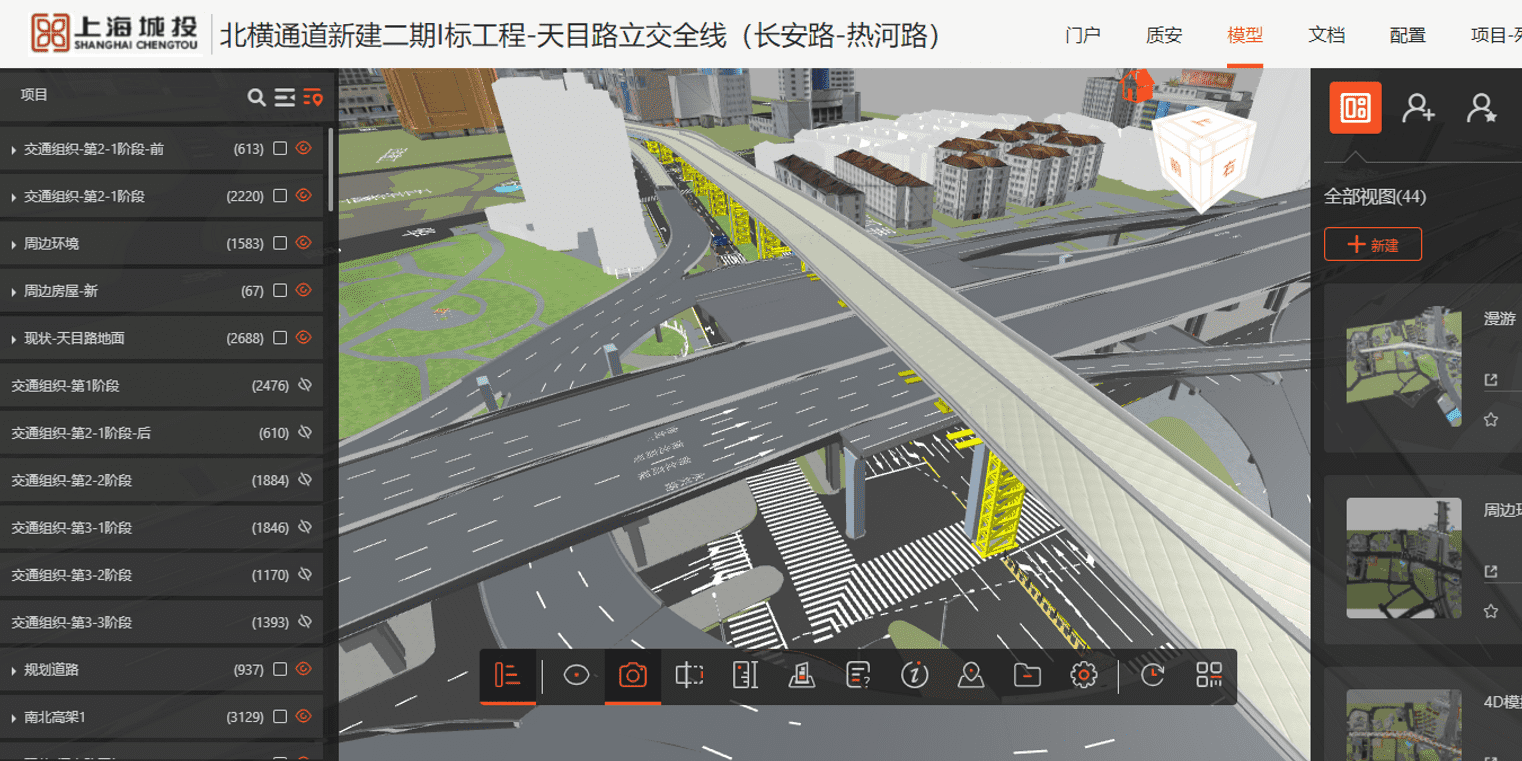 上海城投
SHANGHAI CHENGTOU
北横通道新建二期I标工程-天目路立交全线（长安路-热河路）
门户
质安
模型
文档
配置
项目-
项目
交通组织-第2-1阶段-前 (613)
交通组织-第2-1阶段 (2220)
周边环境 (1583)
周边房屋-新 (67)
现状-天目路地面 (2688)
交通组织-第1阶段 (2476)
交通组织-第2-1阶段-后 (610)
交通组织-第2-2阶段 (1884)
交通组织-第3-1阶段 (1846)
交通组织-第3-2阶段 (1170)
交通组织-第3-3阶段 (1393)
规划道路 (937)
南北高架1 (3129)
上
前
右
全部视图(44)
新建
漫游
周边环
4D模